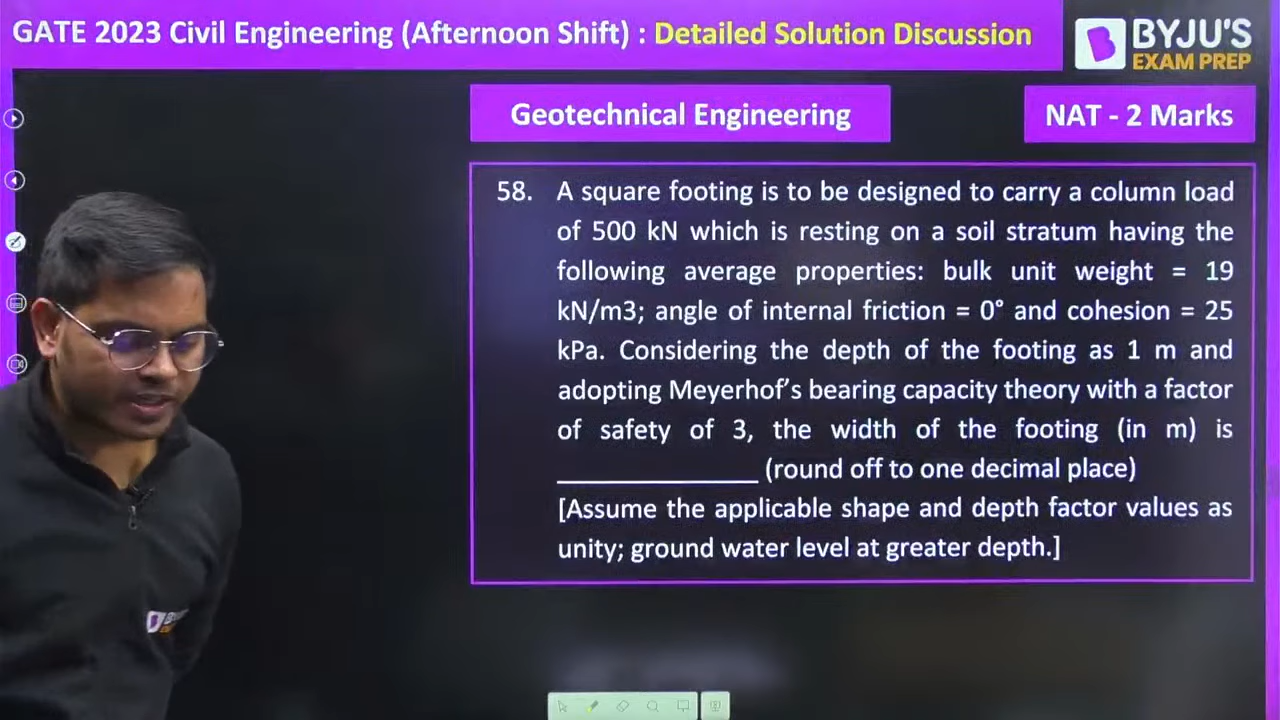 GATE 2023 Civil Engineering (Afternoon Shift) : Detailed Solution Discussion
BYJU'S
EXAM PREP
Geotechnical Engineering
NAT - 2 Marks
58. A square footing is to be designed to carry a column load
of 500 kN which is resting on a soil stratum having the
following average properties: bulk unit weight = 19
kN/m3; angle of internal friction = 0° and cohesion = 25
kPa. Considering the depth of the footing as 1 m and
adopting Meyerhof's bearing capacity theory with a factor
of safety of 3, the width of the footing (in m) is
______________ (round off to one decimal place)
[Assume the applicable shape and depth factor values as
unity; ground water level at greater depth.]